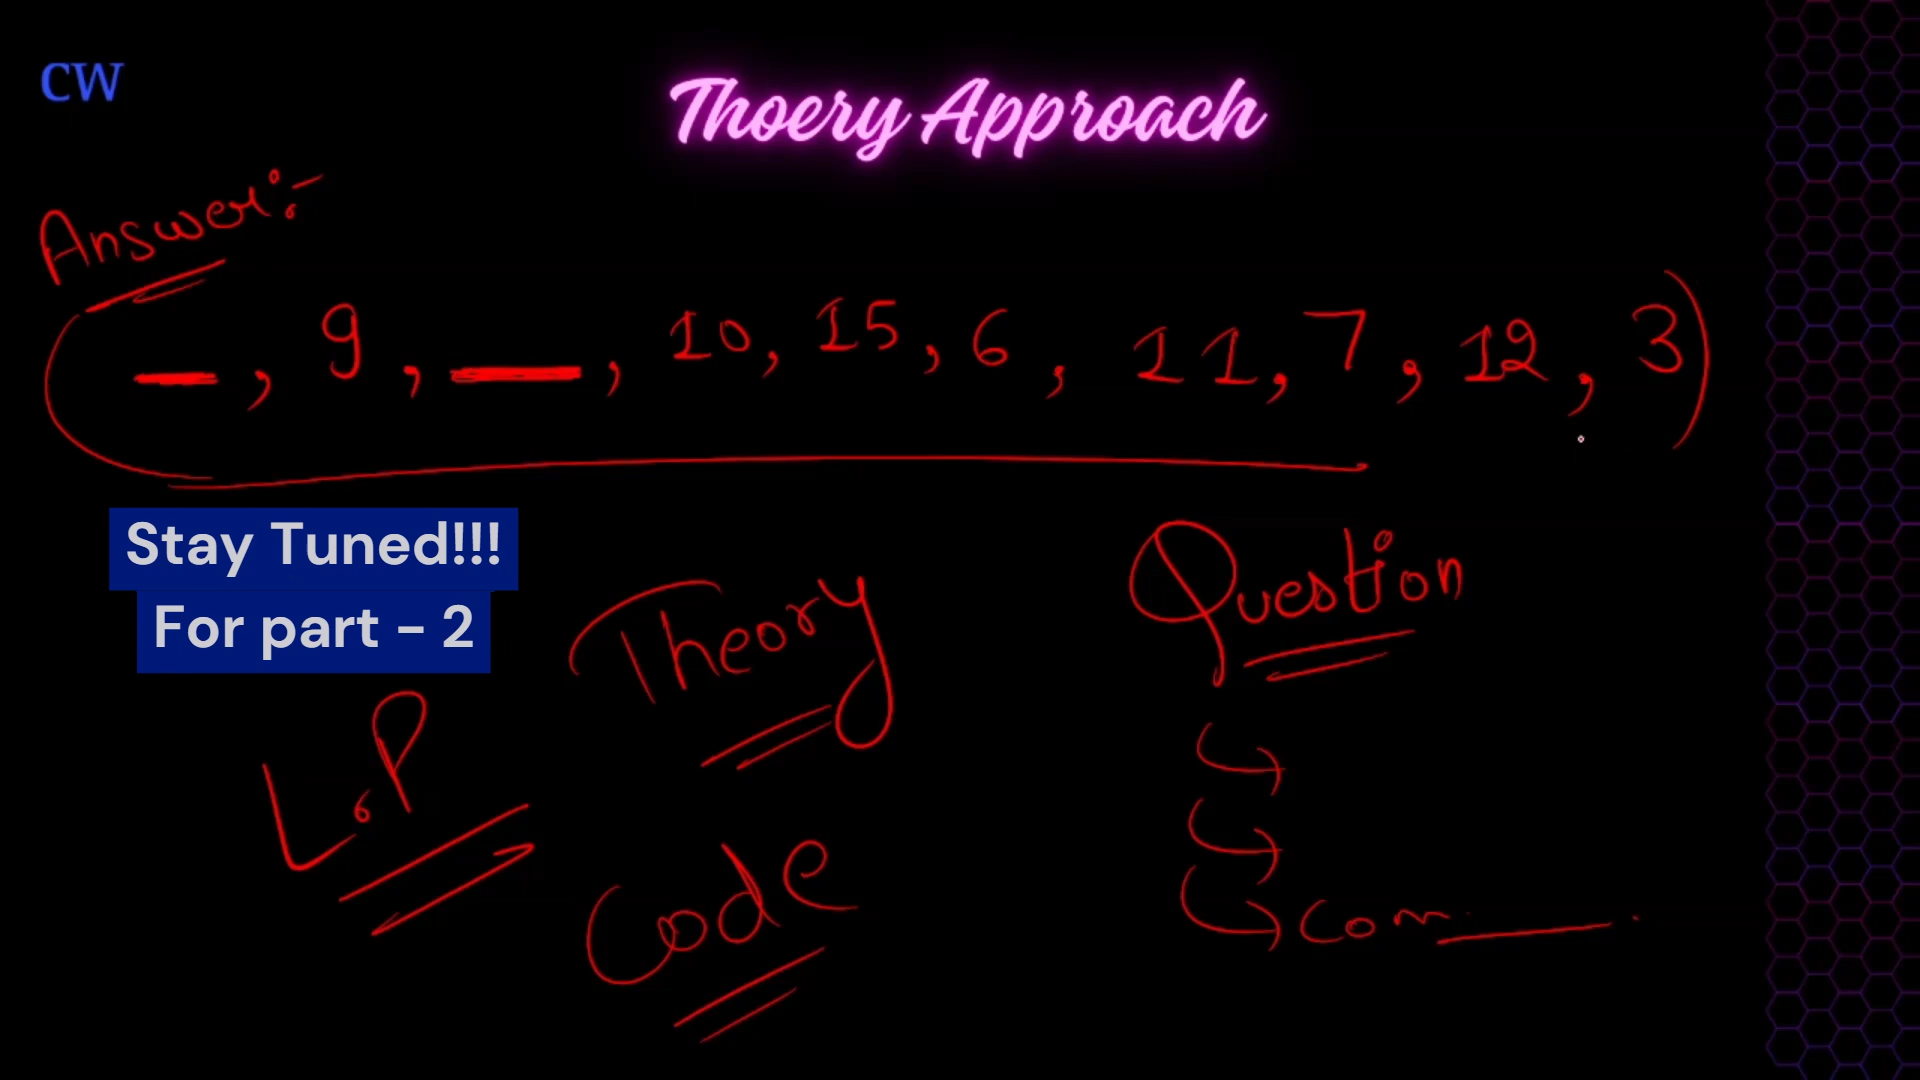 CW
Thoery Approach
Answer:-
( _ , 9 , _ , 10, 15, 6, 11, 7, 12, 3)
Stay Tuned!!!
For part - 2
Theory
Question
L.P
Code
Com